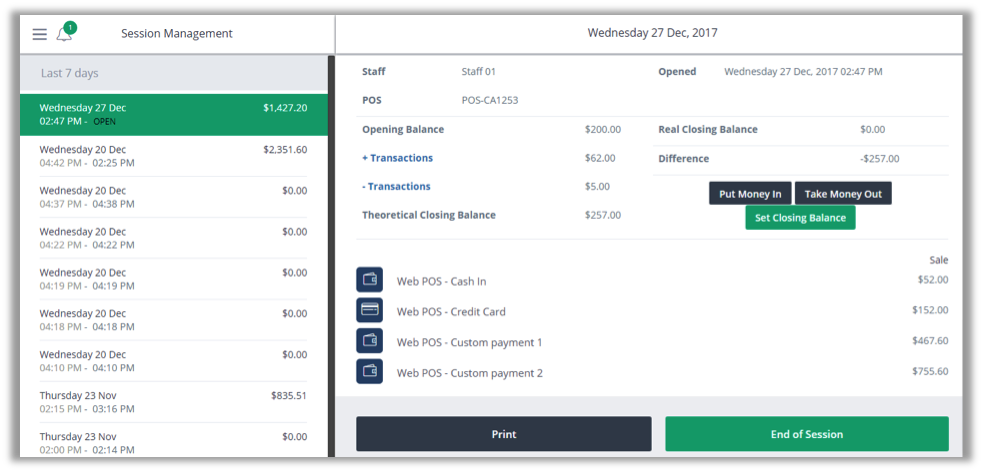 1
Session Management
Wednesday 27 Dec, 2017
Last 7 days
Wednesday 27 Dec $1,427.20
02:47 PM - OPEN
Wednesday 20 Dec $2,351.60
04:42 PM - 02:25 PM
Wednesday 20 Dec $0.00
04:37 PM - 04:38 PM
Wednesday 20 Dec $0.00
04:22 PM - 04:22 PM
Wednesday 20 Dec $0.00
04:19 PM - 04:19 PM
Wednesday 20 Dec $0.00
04:18 PM - 04:18 PM
Wednesday 20 Dec $0.00
04:10 PM - 04:10 PM
Thursday 23 Nov $835.51
02:15 PM - 03:16 PM
Thursday 23 Nov $0.00
02:00 PM - 02:14 PM
Staff Staff 01 Opened Wednesday 27 Dec, 2017 02:47 PM
POS POS-CA1253
Opening Balance $200.00 Real Closing Balance $0.00
+ Transactions $62.00 Difference -$257.00
- Transactions $5.00 Put Money In Take Money Out
Theoretical Closing Balance $257.00 Set Closing Balance
Sale
Web POS - Cash In $52.00
Web POS - Credit Card $152.00
Web POS - Custom payment 1 $467.60
Web POS - Custom payment 2 $755.60
Print End of Session